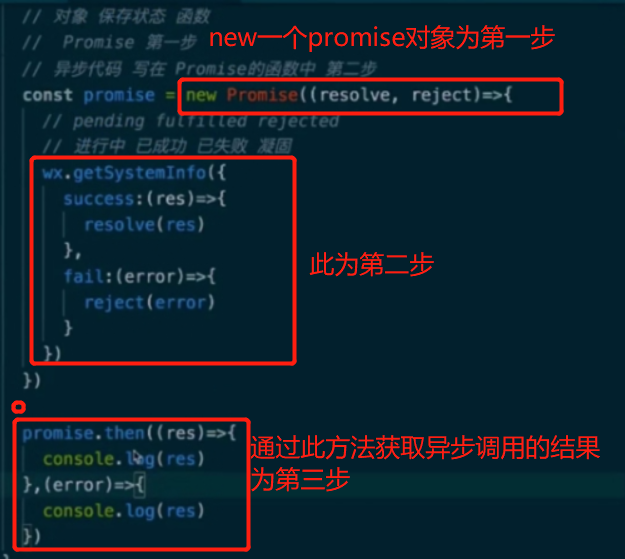 // 对象 保存状态 函数
// Promise 第一步
new一个promise对象为第一步
// 异步代码 写在 Promise的函数中 第二步
const promise = new Promise((resolve, reject)=>{
// pending fulfilled rejected
// 进行中 已成功 已失败 凝固
wx.getSystemInfo({
success:(res)=>{
resolve(res)
},
此为第二步
fail:(error)=>{
reject(error)
}
})
})
promise.then((res)=>{
通过此方法获取异步调用的结果
console.log(res)
为第三步
},(error)=>{
console.log(res)
})